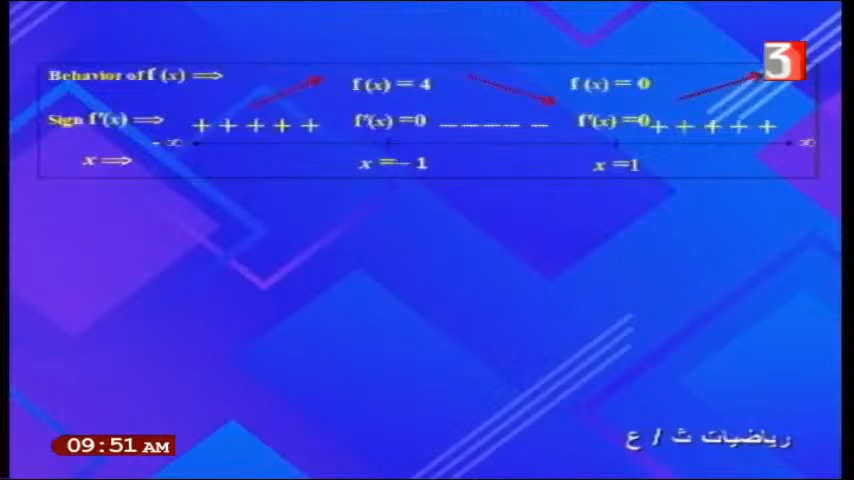 3
Behavior of f (x) ⟹ f (x) = 4 f (x) = 0
Sign f'(x) ⟹ + + + + + f'(x) =0 — — — — — f'(x) =0 + + + + +
- ∞ ∞
x ⟹ x =– 1 x =1
09:51 AM
رياضيات ث / ع